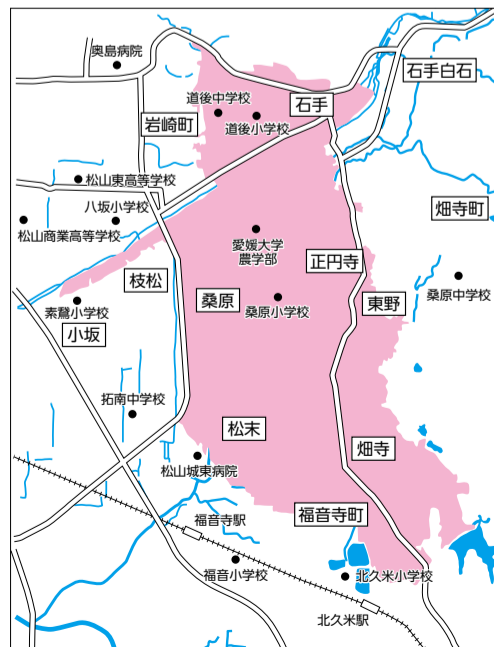 奥島病院
石手白石
道後中学校
石手
岩崎町
道後小学校
松山東高等学校
八坂小学校
畑寺町
松山商業高等学校
愛媛大学
農学部
正円寺
枝松
桑原
東野
桑原中学校
素鵞小学校
桑原小学校
小坂
拓南中学校
松末
畑寺
松山城東病院
福音寺町
福音寺駅
福音小学校
北久米小学校
北久米駅